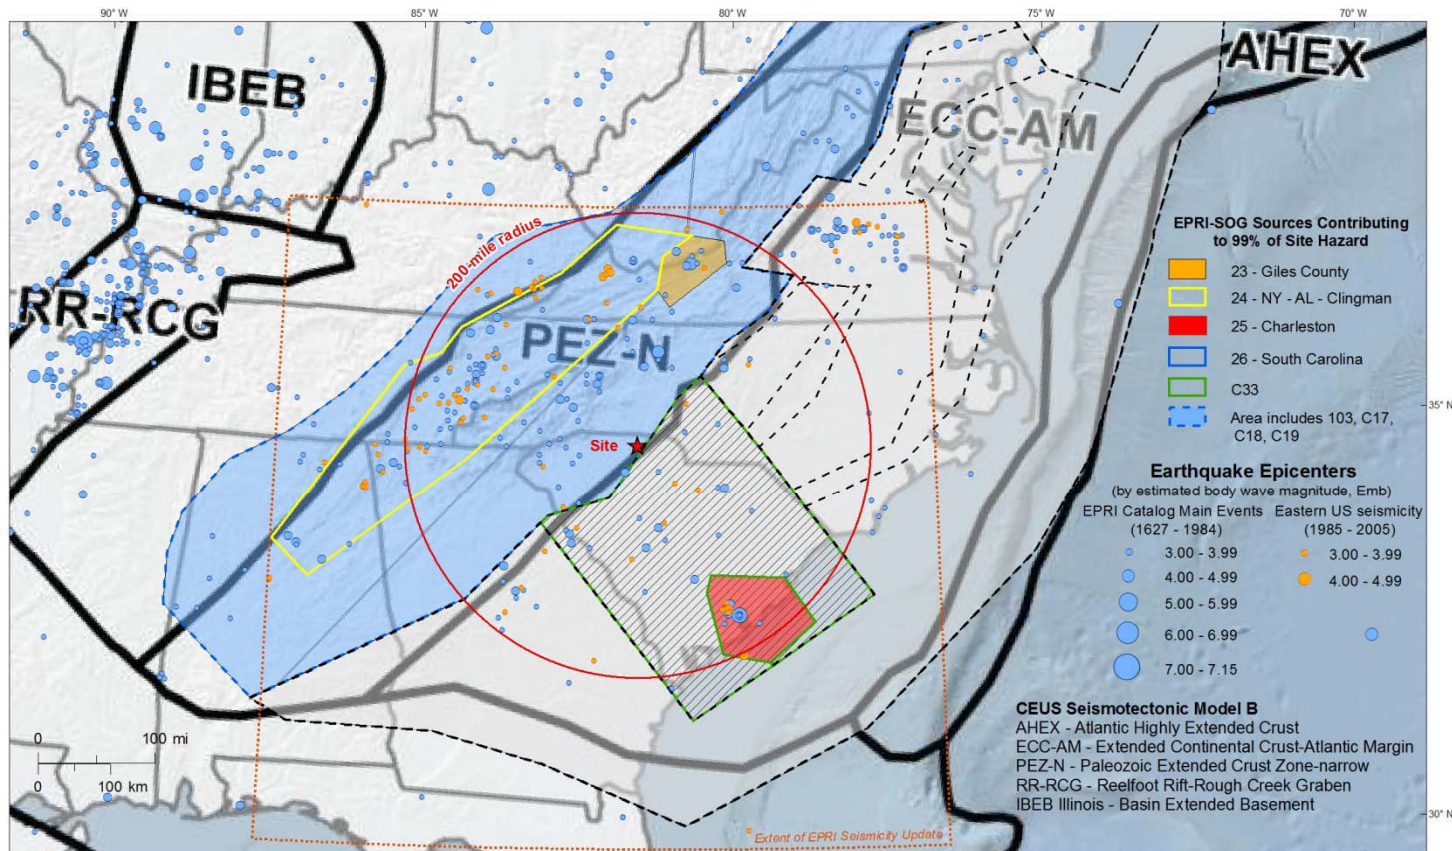 90° W 85° W 80° W 75° W 70° W
AHEX
IBEB
ECC-AM
200-mile radius
RR-RCG
PEZ-N
Site
35° N
30° N
EPRI-SOG Sources Contributing
to 99% of Site Hazard
23 - Giles County
24 - NY - AL - Clingman
25 - Charleston
26 - South Carolina
C33
Area includes 103, C17,
C18, C19
Earthquake Epicenters
(by estimated body wave magnitude, Emb)
EPRI Catalog Main Events Eastern US seismicity
(1627 - 1984) (1985 - 2005)
3.00 - 3.99 3.00 - 3.99
4.00 - 4.99 4.00 - 4.99
5.00 - 5.99
6.00 - 6.99
7.00 - 7.15
CEUS Seismotectonic Model B
AHEX - Atlantic Highly Extended Crust
ECC-AM - Extended Continental Crust-Atlantic Margin
PEZ-N - Paleozoic Extended Crust Zone-narrow
RR-RCG - Reelfoot Rift-Rough Creek Graben
IBEB Illinois - Basin Extended Basement
0 100 mi
0 100 km
Extent of EPRI Seismicity Update